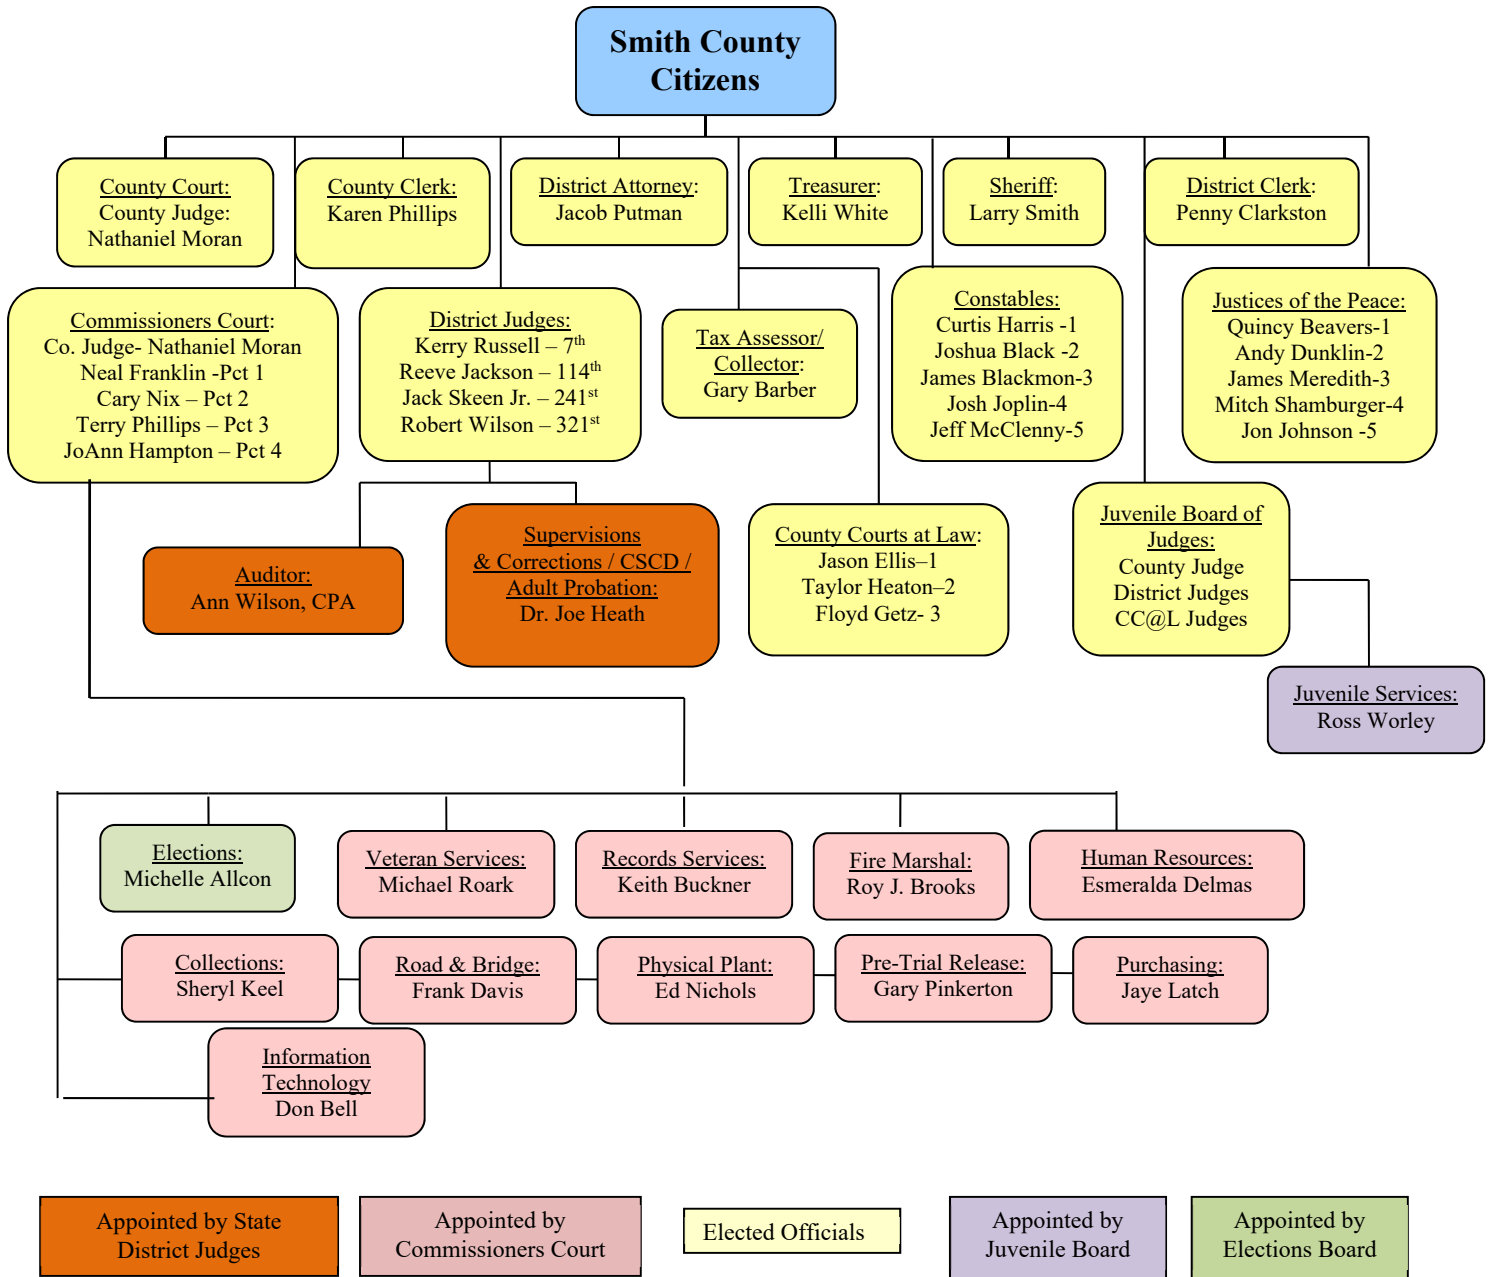 Smith County
Citizens
County Court:
County Judge:
Nathaniel Moran
County Clerk:
Karen Phillips
District Attorney:
Jacob Putman
Treasurer:
Kelli White
Sheriff:
Larry Smith
District Clerk:
Penny Clarkston
Commissioners Court:
Co. Judge- Nathaniel Moran
Neal Franklin -Pct 1
Cary Nix – Pct 2
Terry Phillips – Pct 3
JoAnn Hampton – Pct 4
District Judges:
Kerry Russell – 7th
Reeve Jackson – 114th
Jack Skeen Jr. – 241st
Robert Wilson – 321st
Tax Assessor/
Collector:
Gary Barber
Constables:
Curtis Harris -1
Joshua Black -2
James Blackmon-3
Josh Joplin-4
Jeff McClenny-5
Justices of the Peace:
Quincy Beavers-1
Andy Dunklin-2
James Meredith-3
Mitch Shamburger-4
Jon Johnson -5
Auditor:
Ann Wilson, CPA
Supervisions
& Corrections / CSCD /
Adult Probation:
Dr. Joe Heath
County Courts at Law:
Jason Ellis–1
Taylor Heaton–2
Floyd Getz- 3
Juvenile Board of
Judges:
County Judge
District Judges
CC@L Judges
Juvenile Services:
Ross Worley
Elections:
Michelle Allcon
Veteran Services:
Michael Roark
Records Services:
Keith Buckner
Fire Marshal:
Roy J. Brooks
Human Resources:
Esmeralda Delmas
Collections:
Sheryl Keel
Road & Bridge:
Frank Davis
Physical Plant:
Ed Nichols
Pre-Trial Release:
Gary Pinkerton
Purchasing:
Jaye Latch
Information
Technology
Don Bell
Appointed by State
District Judges
Appointed by
Commissioners Court
Elected Officials
Appointed by
Juvenile Board
Appointed by
Elections Board